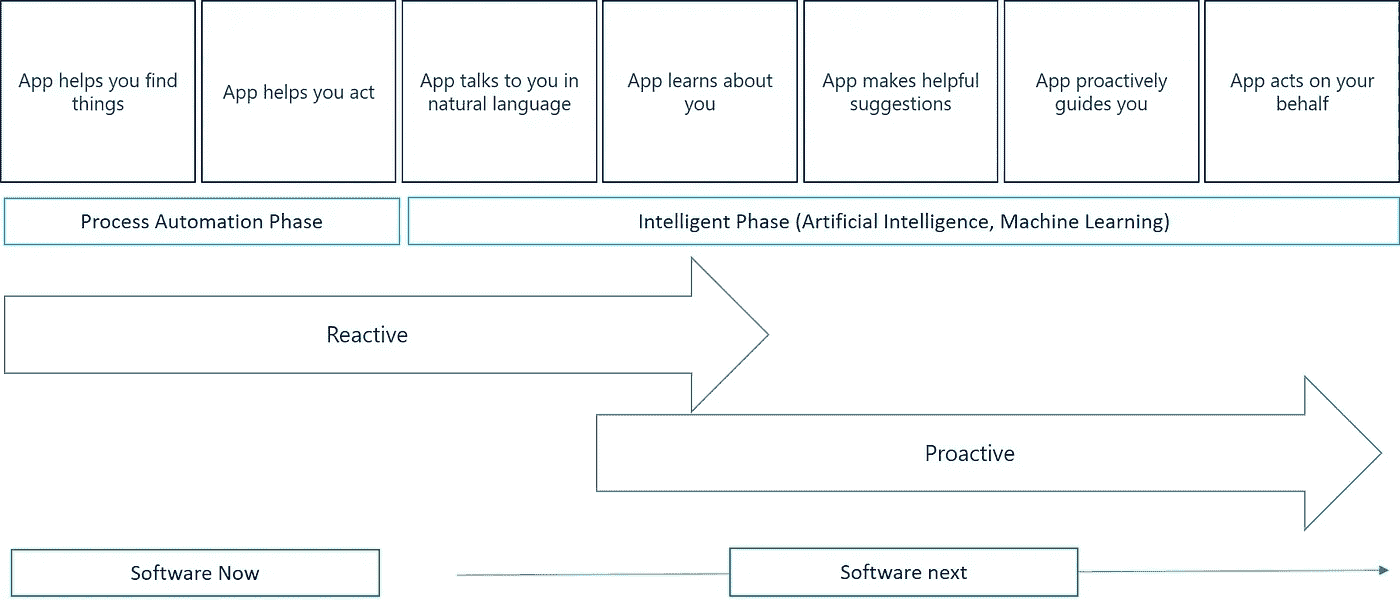 App helps you find
things
App helps you act
App talks to you in
natural language
App learns about
you
App makes helpful
suggestions
App proactively
guides you
App acts on your
behalf
Process Automation Phase
Intelligent Phase (Artificial Intelligence, Machine Learning)
Reactive
Proactive
Software Now
Software next